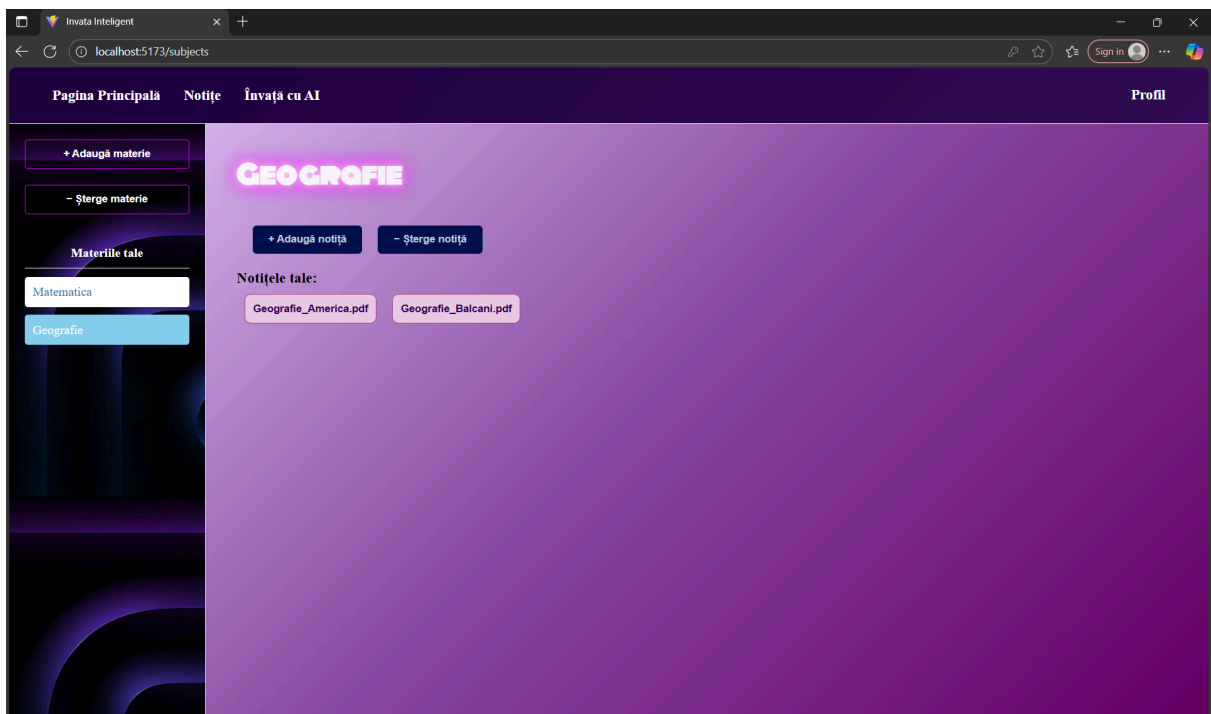 Invata Inteligent
localhost:5173/subjects
Sign in
Pagina Principală Notițe Învață cu AI Profil
+ Adaugă materie
− Șterge materie
Materiile tale
Matematica
Geografie
Geografie
+ Adaugă notiță − Șterge notiță
Notițele tale:
Geografie_America.pdf Geografie_Balcani.pdf